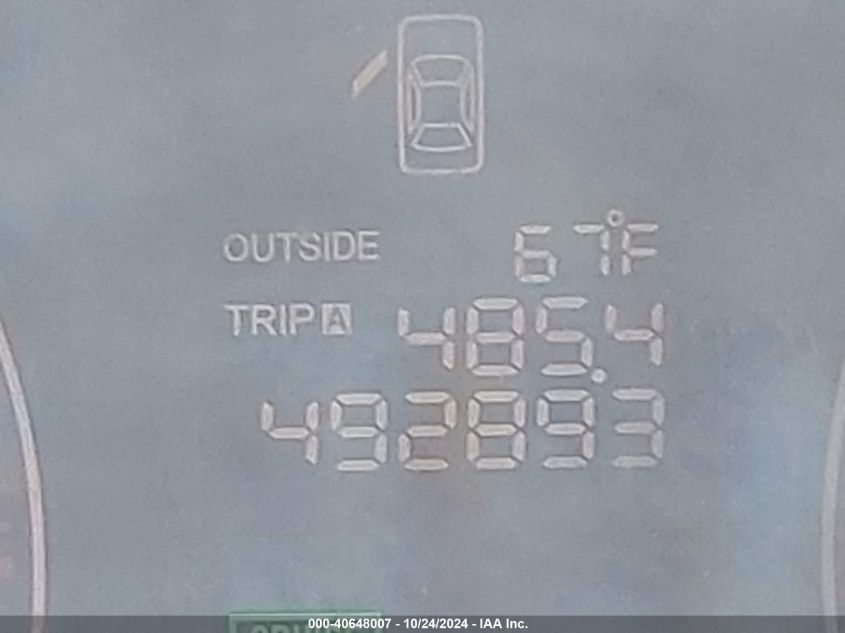 OUTSIDE 67°F
TRIP A 485.4
492893
000-40648007 - 10/24/2024 - IAA Inc.